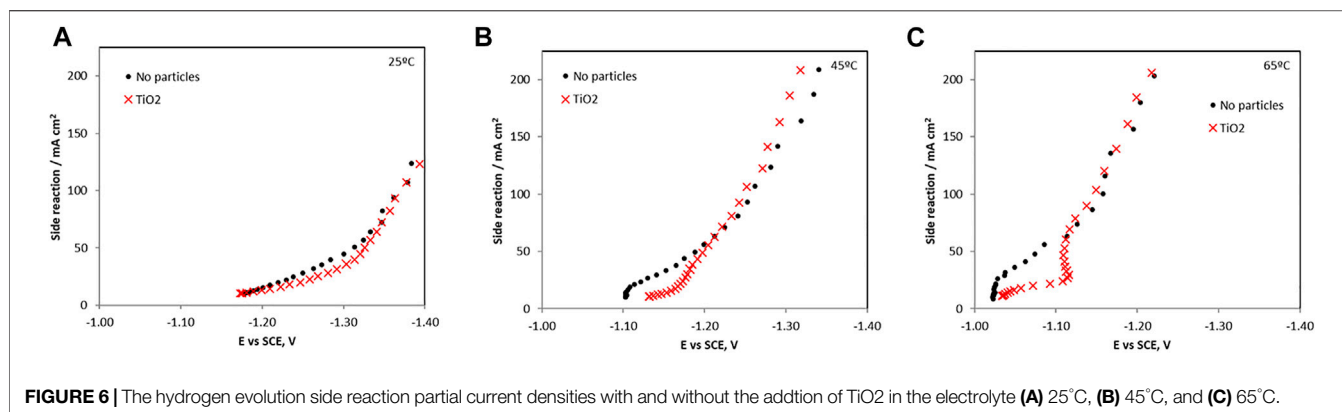 A
25ºC
No particles
TiO2
200
150
100
50
0
Side reaction / mA cm²
-1.00
-1.10
-1.20
-1.30
-1.40
E vs SCE, V
B
45ºC
No particles
TiO2
200
150
100
50
0
Side reaction / mA cm²
-1.00
-1.10
-1.20
-1.30
-1.40
E vs SCE, V
C
65ºC
No particles
TiO2
200
150
100
50
0
Side reaction / mA cm²
-1.00
-1.10
-1.20
-1.30
-1.40
E vs SCE, V
FIGURE 6 | The hydrogen evolution side reaction partial current densities with and without the addtion of TiO2 in the electrolyte (A) 25°C, (B) 45°C, and (C) 65°C.